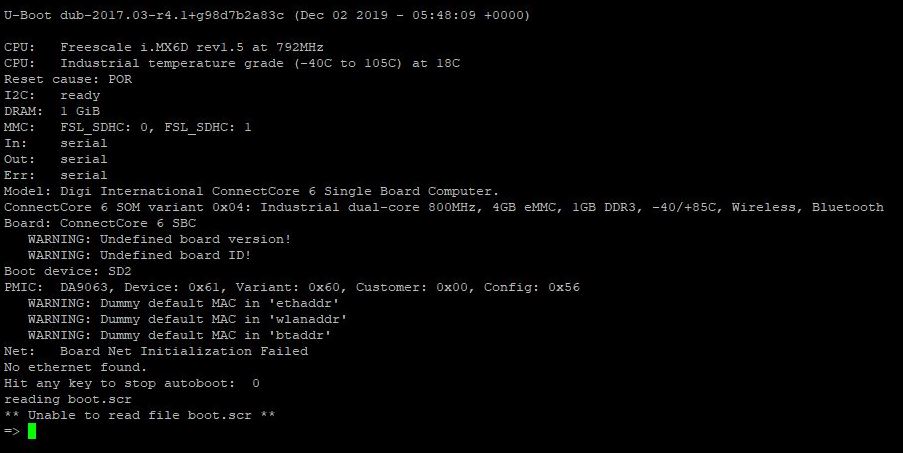 U-Boot dub-2017.03-r4.1+g98d7b2a83c (Dec 02 2019 - 05:48:09 +0000)
CPU:   Freescale i.MX6D rev1.5 at 792MHz
CPU:   Industrial temperature grade (-40C to 105C) at 18C
Reset cause: POR
I2C:   ready
DRAM:  1 GiB
MMC:   FSL_SDHC: 0, FSL_SDHC: 1
In:    serial
Out:   serial
Err:   serial
Model: Digi International ConnectCore 6 Single Board Computer.
ConnectCore 6 SOM variant 0x04: Industrial dual-core 800MHz, 4GB eMMC, 1GB DDR3, -40/+85C, Wireless, Bluetooth
Board: ConnectCore 6 SBC
   WARNING: Undefined board version!
   WARNING: Undefined board ID!
Boot device: SD2
PMIC:  DA9063, Device: 0x61, Variant: 0x60, Customer: 0x00, Config: 0x56
   WARNING: Dummy default MAC in 'ethaddr'
   WARNING: Dummy default MAC in 'wlanaddr'
   WARNING: Dummy default MAC in 'btaddr'
Net:   Board Net Initialization Failed
No ethernet found.
Hit any key to stop autoboot:  0
reading boot.scr
** Unable to read file boot.scr **
=>